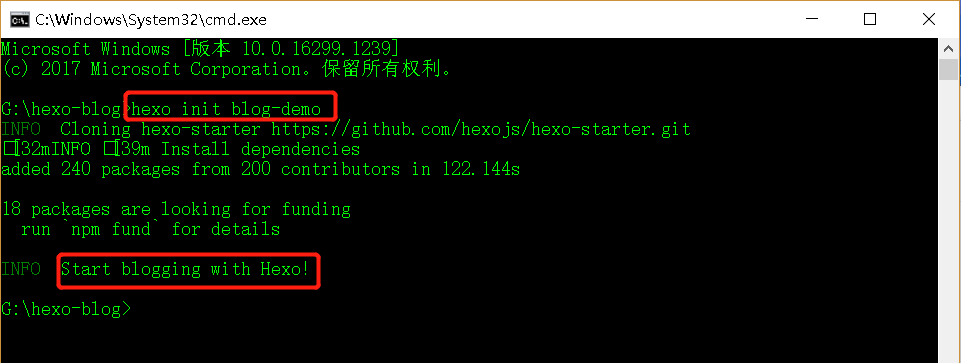 C:\Windows\System32\cmd.exe
Microsoft Windows [版本 10.0.16299.1239]
(c) 2017 Microsoft Corporation。保留所有权利。
G:\hexo-blog>hexo init blog-demo
INFO  Cloning hexo-starter https://github.com/hexojs/hexo-starter.git
[32mINFO [39m Install dependencies
added 240 packages from 200 contributors in 122.144s
18 packages are looking for funding
  run `npm fund` for details
INFO  Start blogging with Hexo!
G:\hexo-blog>